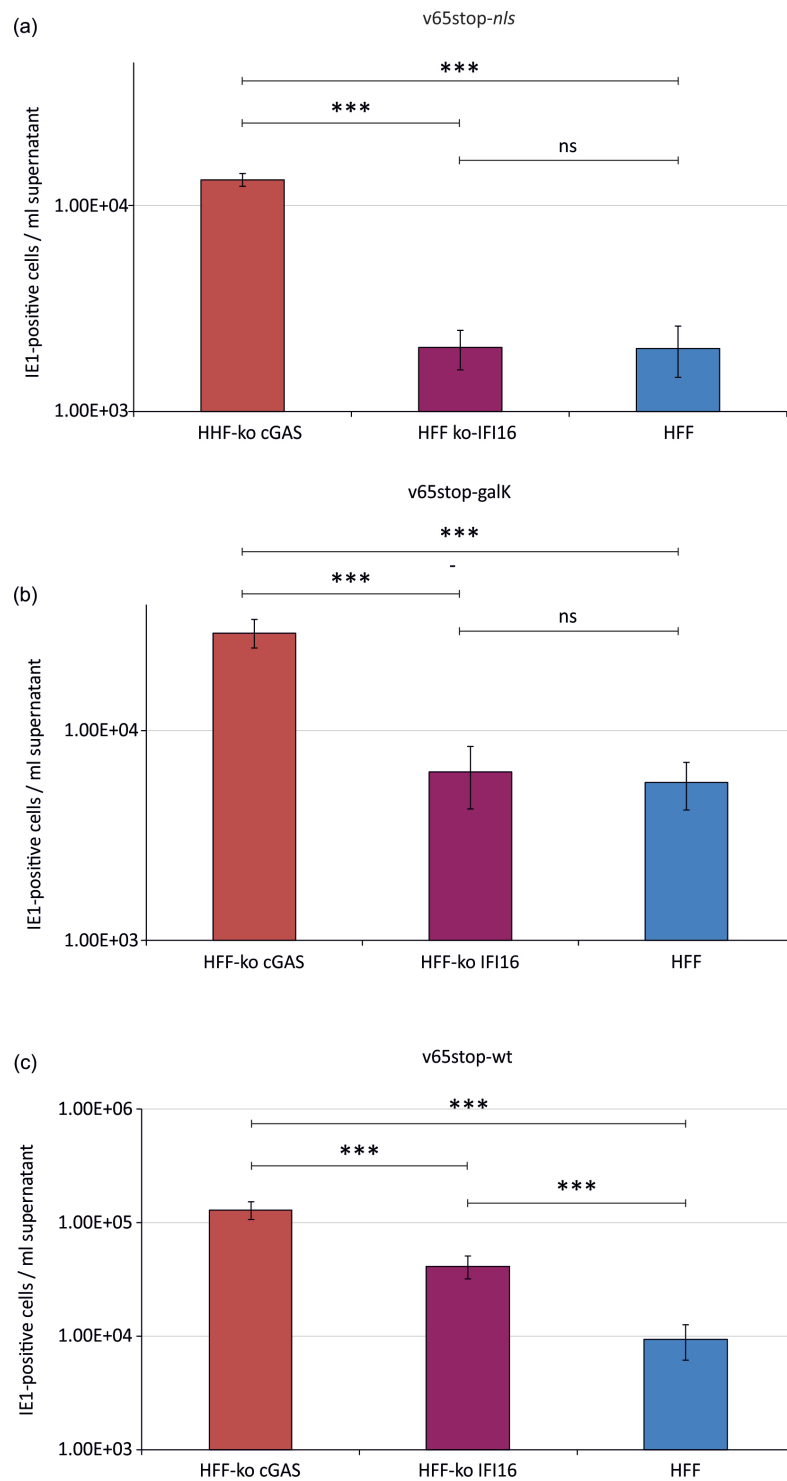 (a)
v65stop-nls
***
***
ns
IE1-positive cells / ml supernatant
1.00E+04
1.00E+03
HHF-ko cGAS HFF ko-IFI16 HFF
v65stop-galK
***
-
(b)
***
ns
IE1-positive cells / ml supernatant
1.00E+04
1.00E+03
HFF-ko cGAS HFF-ko IFI16 HFF
(c)
v65stop-wt
1.00E+06
***
***
***
IE1-positive cells / ml supernatant
1.00E+05
1.00E+04
1.00E+03
HFF-ko cGAS HFF-ko IFI16 HFF